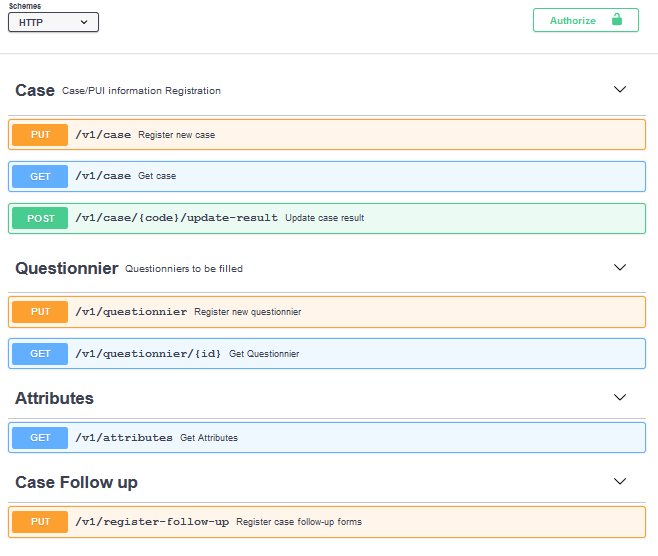 Schemes
HTTP
Authorize
Case Case/PUI information Registration
PUT /v1/case Register new case
GET /v1/case Get case
POST /v1/case/{code}/update-result Update case result
Questionnier Questionniers to be filled
PUT /v1/questionnier Register new questionnier
GET /v1/questionnier/{id} Get Questionnier
Attributes
GET /v1/attributes Get Attributes
Case Follow up
PUT /v1/register-follow-up Register case follow-up forms